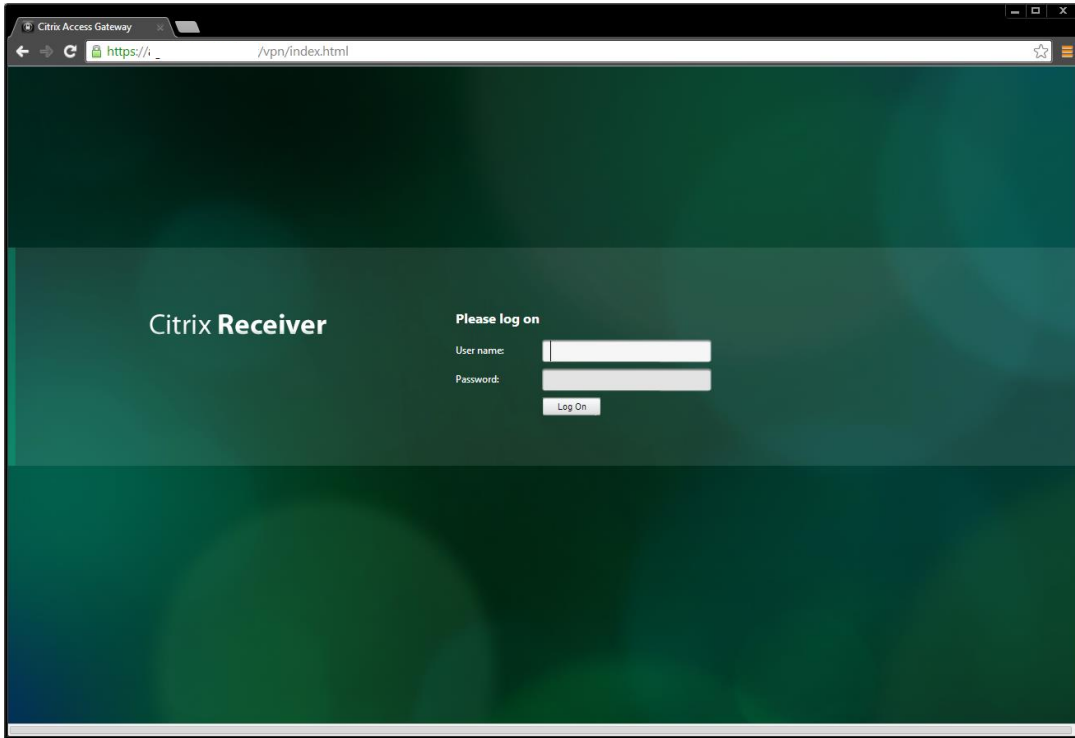 Citrix Access Gateway
https:// /vpn/index.html
Citrix Receiver
Please log on
User name:
Password:
Log On